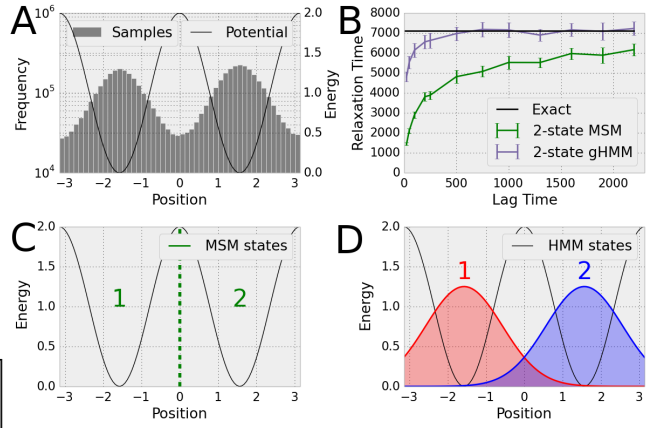 A
10^6
10^5
10^4
Frequency
Samples
Potential
2.0
1.5
1.0
0.5
0.0
Energy
−3 −2 −1 0 1 2 3
Position
B
8000
7000
6000
5000
4000
3000
2000
1000
0
Relaxation Time
Exact
2-state MSM
2-state gHMM
0 500 1000 1500 2000
Lag Time
C
2.0
1.5
1.0
0.5
0.0
Energy
MSM states
1 2
−3 −2 −1 0 1 2 3
Position
D
2.0
1.5
1.0
0.5
0.0
Energy
HMM states
1 2
−3 −2 −1 0 1 2 3
Position